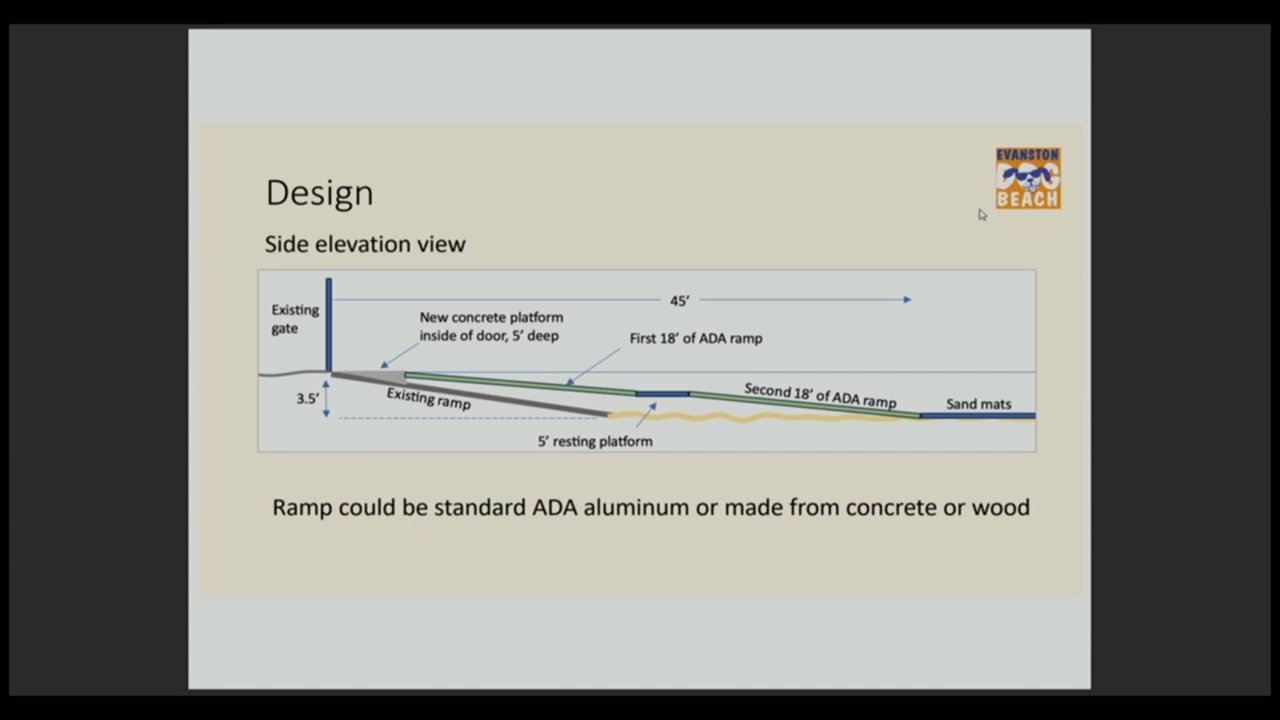 EVANSTON
DOG
BEACH
Design
Side elevation view
Existing
gate
45’
New concrete platform
inside of door, 5’ deep
First 18’ of ADA ramp
3.5’
Existing ramp
Second 18’ of ADA ramp
Sand mats
5’ resting platform
Ramp could be standard ADA aluminum or made from concrete or wood